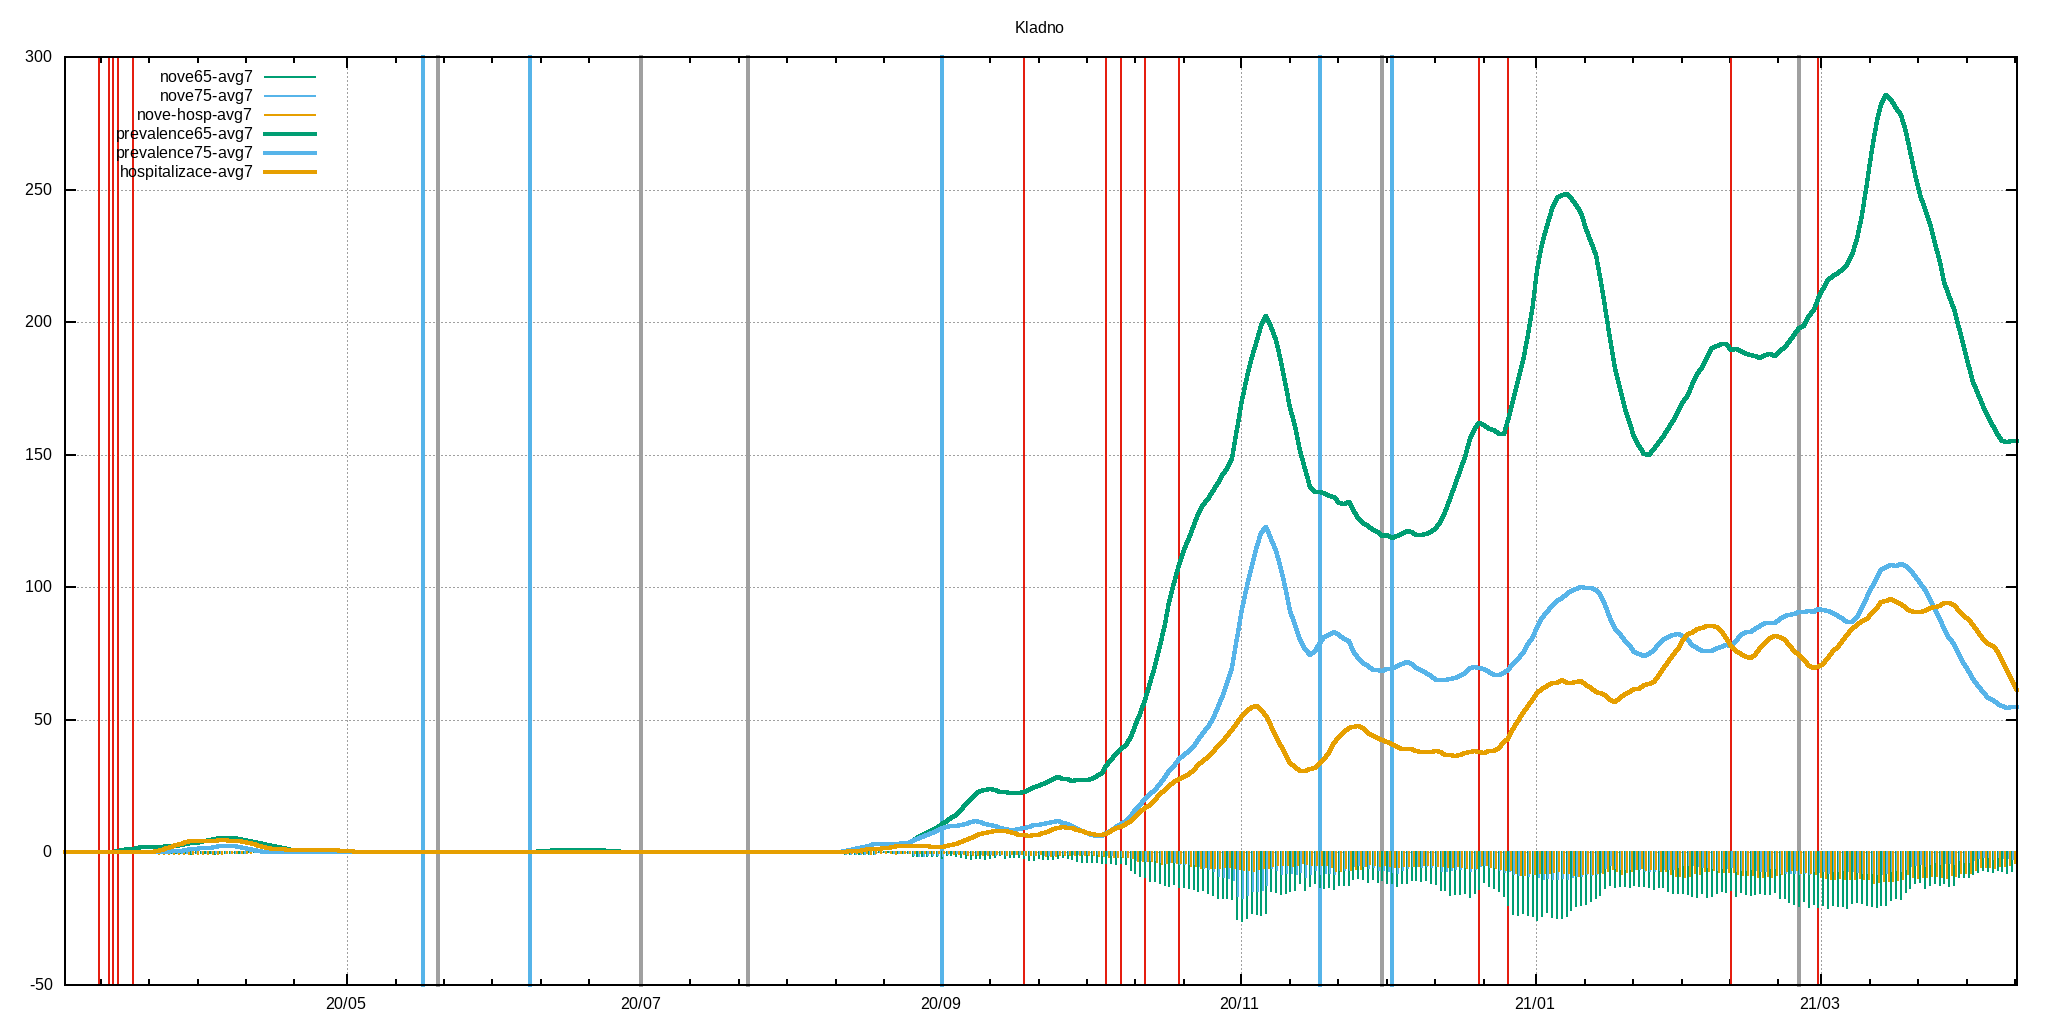 Kladno
300
nove65-avg7
nove75-avg7
nove-hosp-avg7
prevalence65-avg7
prevalence75-avg7
hospitalizace-avg7
250
200
150
100
50
0
-50
20/05 20/07 20/09 20/11 21/01 21/03